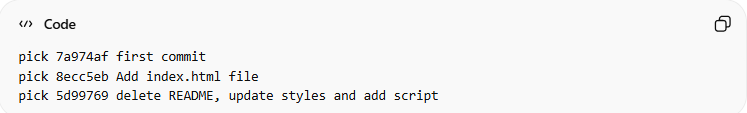 Code
pick 7a974af first commit
pick 8ecc5eb Add index.html file
pick 5d99769 delete README, update styles and add script